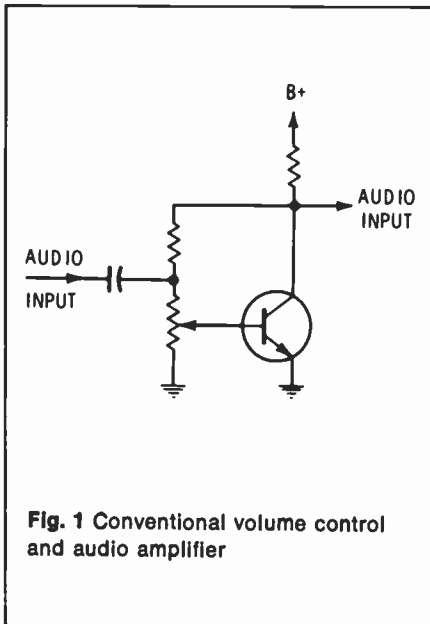 B+
AUDIO
INPUT
AUDIO
INPUT
Fig. 1 Conventional volume control
and audio amplifier